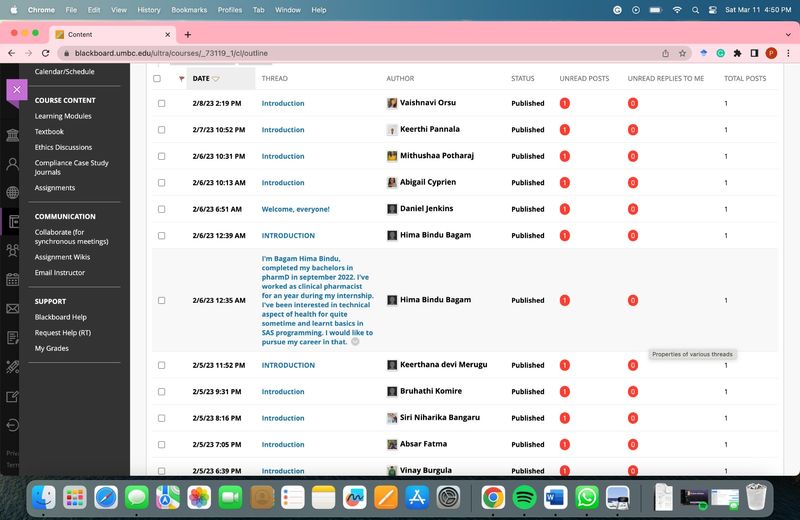 Chrome File Edit View History Bookmarks Profiles Tab Window Help Sat Mar 11 4:50 PM
Content
blackboard.umbc.edu/ultra/courses/_73119_1/cl/outline
Calendar/Schedule
COURSE CONTENT
Learning Modules
Textbook
Ethics Discussions
Compliance Case Study
Journals
Assignments
COMMUNICATION
Collaborate (for
synchronous meetings)
Assignment Wikis
Email Instructor
SUPPORT
Blackboard Help
Request Help (RT)
My Grades
Priva
Term
DATE THREAD AUTHOR STATUS UNREAD POSTS UNREAD REPLIES TO ME TOTAL POSTS
2/8/23 2:19 PM Introduction Vaishnavi Orsu Published 1 0 1
2/7/23 10:52 PM Introduction Keerthi Pannala Published 1 0 1
2/6/23 10:31 PM Introduction Mithushaa Potharaj Published 1 0 1
2/6/23 10:13 AM Introduction Abigail Cyprien Published 1 0 1
2/6/23 6:51 AM Welcome, everyone! Daniel Jenkins Published 1 0 1
2/6/23 12:39 AM INTRODUCTION Hima Bindu Bagam Published 1 0 1
I'm Bagam Hima Bindu,
completed my bachelors in
pharmD in september 2022. I've
worked as clinical pharmacist
for an year during my internship.
2/6/23 12:35 AM I've been interested in technical Hima Bindu Bagam Published 1 0 1
aspect of health for quite
sometime and learnt basics in
SAS programming. I would like to
pursue my career in that.
Properties of various threads
2/5/23 11:52 PM INTRODUCTION Keerthana devi Merugu Published 1 0 1
2/5/23 9:31 PM Introduction Bruhathi Komire Published 1 0 1
2/5/23 8:16 PM Introduction Siri Niharika Bangaru Published 1 0 1
2/5/23 7:05 PM Introduction Absar Fatma Published 1 0 1
2/5/23 6:39 PM Introduction Vinay Burgula Published 1 0 1